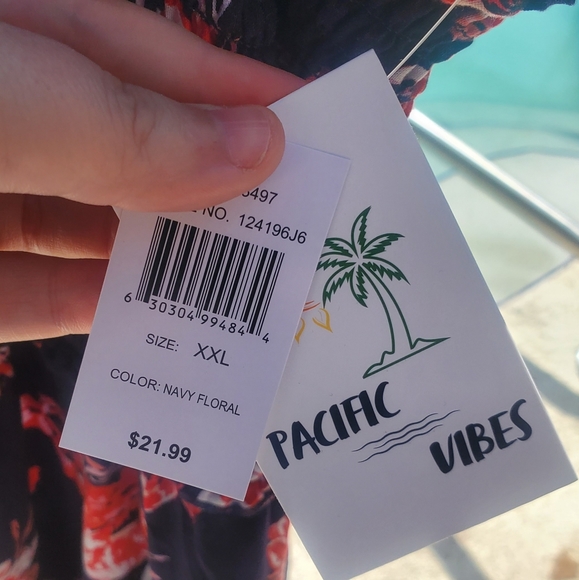 NO. 124196J6
6 30304 99484 4
SIZE: XXL
COLOR: NAVY FLORAL
$21.99
PACIFIC
VIBES